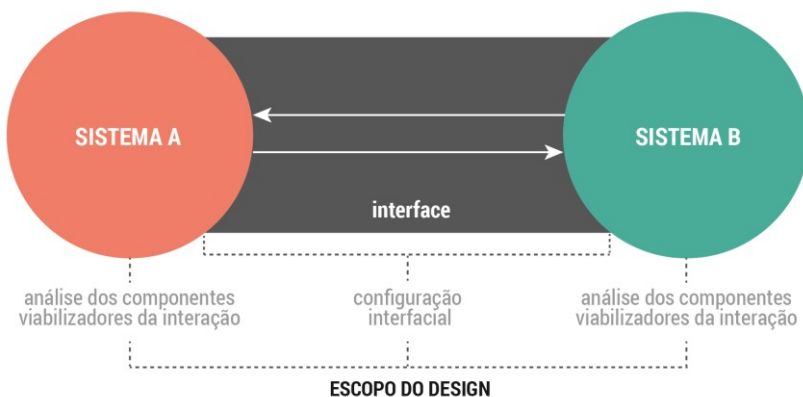 SISTEMA A
SISTEMA B
interface
análise dos componentes
viabilizadores da interação
configuração
interfacial
análise dos componentes
viabilizadores da interação
ESCOPO DO DESIGN